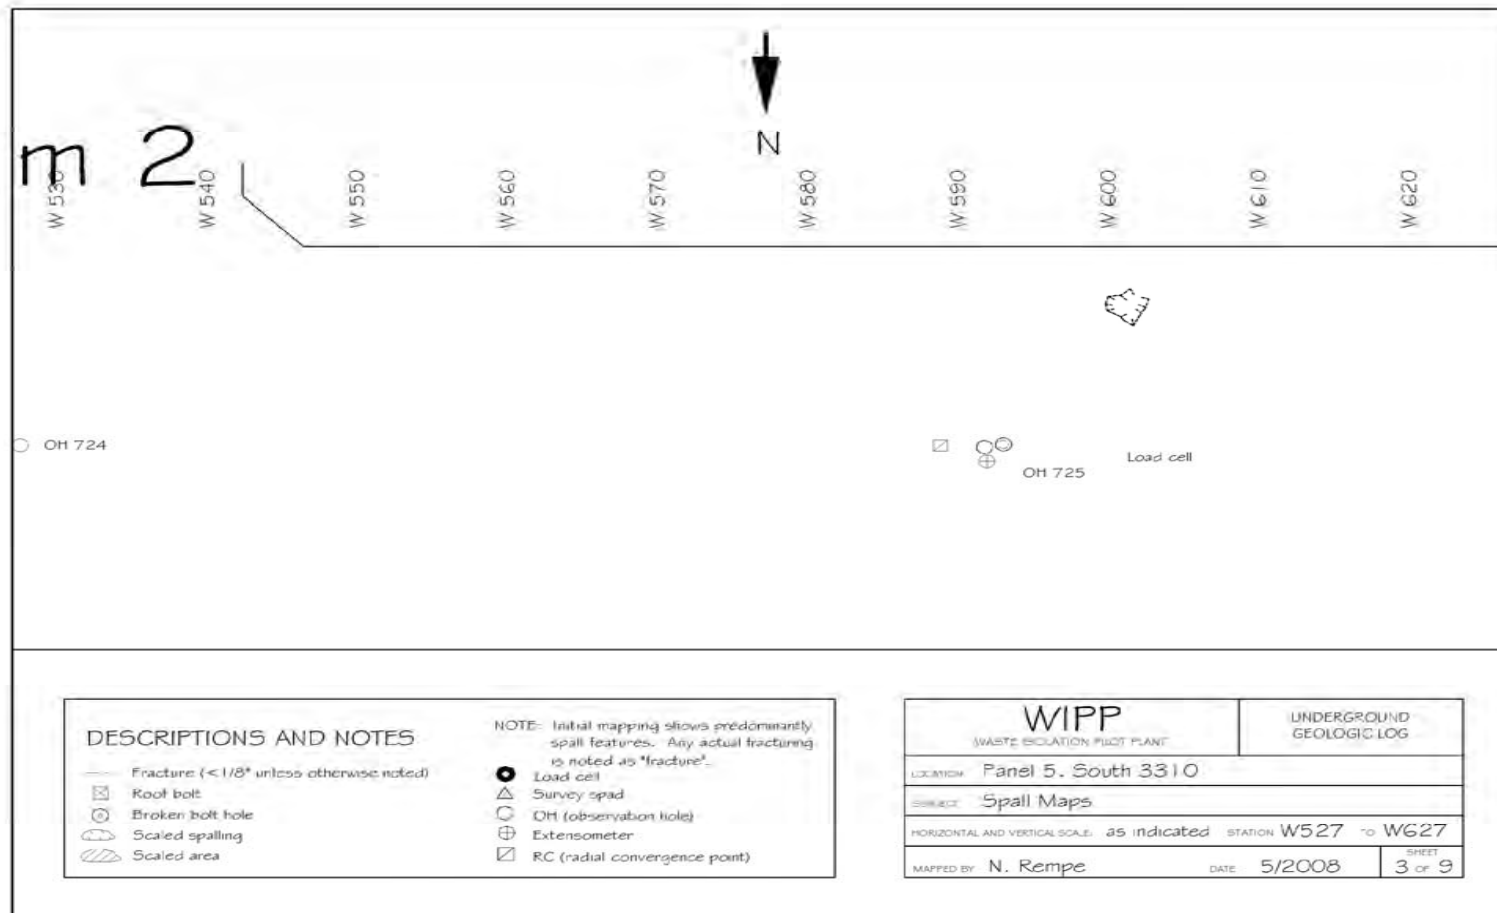 N
m 2
W 530
W 540
W 550
W 560
W 570
W 580
W 590
W 600
W 610
W 620
OH 724
OH 725
Load cell
DESCRIPTIONS AND NOTES
Fracture (<1/8" unless otherwise noted)
Roof bolt
Broken bolt hole
Scaled spalling
Scaled area
NOTE: Initial mapping shows predominantly
spall features. Any actual fracturing
is noted as "fracture".
Load cell
Survey spad
OH (observation hole)
Extensometer
RC (radial convergence point)
WIPP
WASTE ISOLATION PILOT PLANT
UNDERGROUND
GEOLOGIC LOG
LOCATION Panel 5, South 3310
SUBJECT Spall Maps
HORIZONTAL AND VERTICAL SCALE: as indicated STATION W527 TO W627
MAPPED BY N. Rempe DATE 5/2008 SHEET 3 OF 9